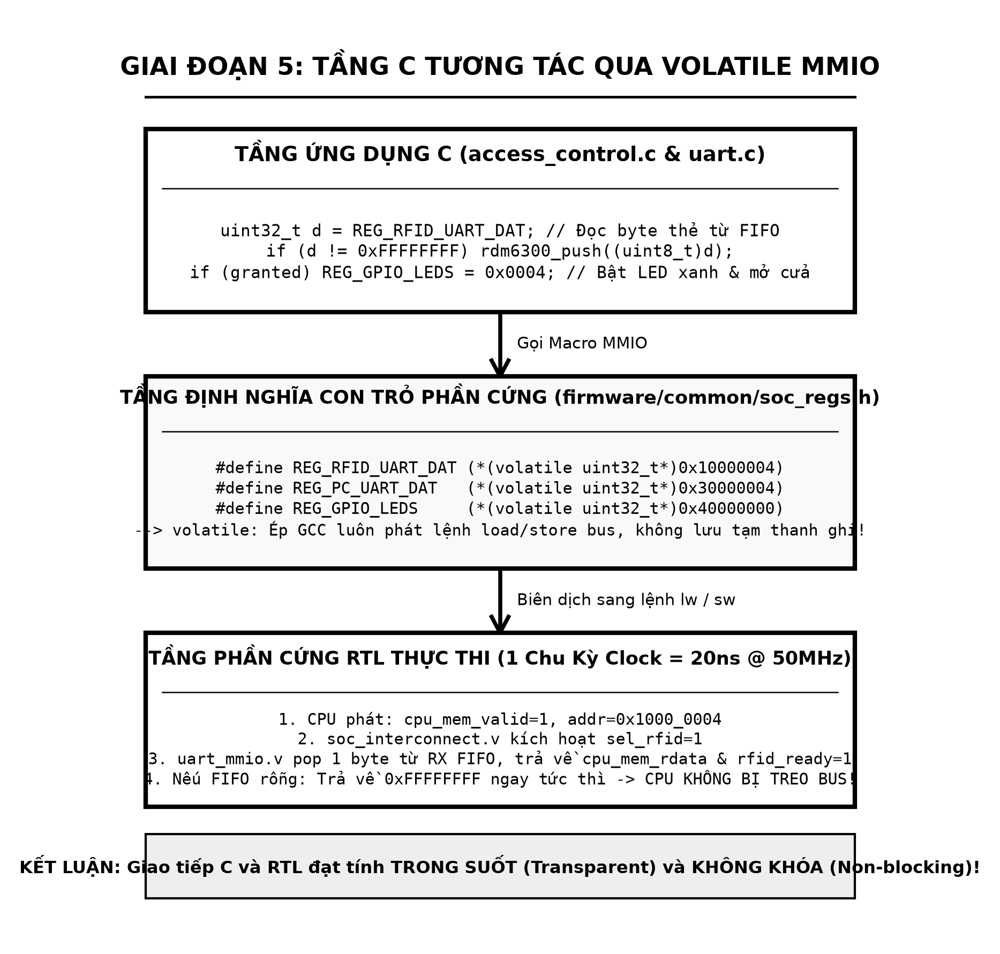 GIAI ĐOẠN 5: TẦNG C TƯƠNG TÁC QUA VOLATILE MMIO
TẦNG ỨNG DỤNG C (access_control.c & uart.c)
uint32_t d = REG_RFID_UART_DAT; // Đọc byte thẻ từ FIFO
if (d != 0xFFFFFFFF) rdm6300_push((uint8_t)d);
if (granted) REG_GPIO_LEDS = 0x0004; // Bật LED xanh & mở cửa
Gọi Macro MMIO
TẦNG ĐỊNH NGHĨA CON TRỎ PHẦN CỨNG (firmware/common/soc_regs.h)
#define REG_RFID_UART_DAT (*(volatile uint32_t*)0x10000004)
#define REG_PC_UART_DAT   (*(volatile uint32_t*)0x30000004)
#define REG_GPIO_LEDS     (*(volatile uint32_t*)0x40000000)
--> volatile: Ép GCC luôn phát lệnh load/store bus, không lưu tạm thanh ghi!
Biên dịch sang lệnh lw / sw
TẦNG PHẦN CỨNG RTL THỰC THI (1 Chu Kỳ Clock = 20ns @ 50MHz)
1. CPU phát: cpu_mem_valid=1, addr=0x1000_0004
2. soc_interconnect.v kích hoạt sel_rfid=1
3. uart_mmio.v pop 1 byte từ RX FIFO, trả về cpu_mem_rdata & rfid_ready=1
4. Nếu FIFO rỗng: Trả về 0xFFFFFFFF ngay tức thì -> CPU KHÔNG BỊ TREO BUS!
KẾT LUẬN: Giao tiếp C và RTL đạt tính TRONG SUỐT (Transparent) và KHÔNG KHÓA (Non-blocking)!